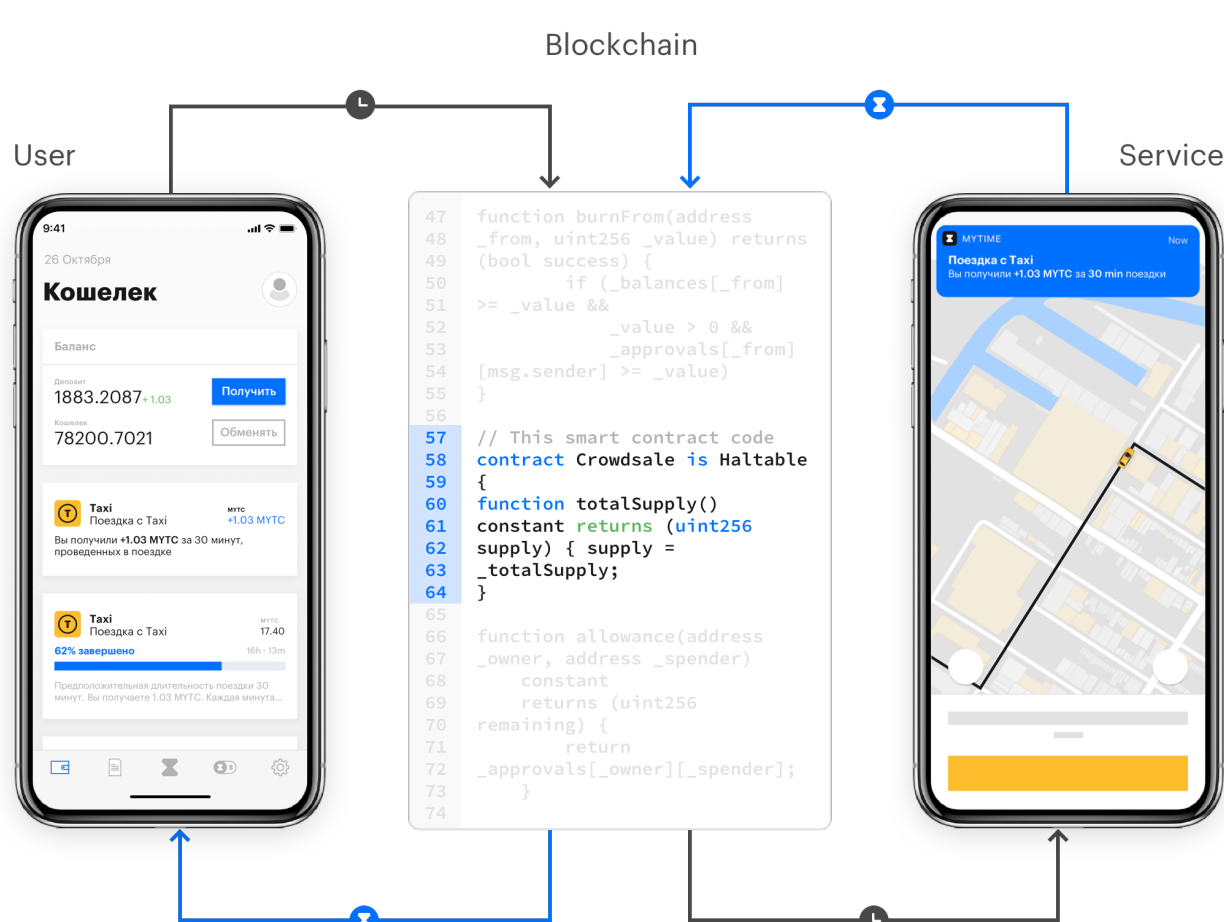 Blockchain
User
Service
9:41
26 Октября
Кошелек
Баланс
Депозит
1883.2087 +1.03
Получить
Кошелек
78200.7021
Обменять
Taxi
MYTC
Поездка с Taxi
+1.03 MYTC
Вы получили +1.03 MYTC за 30 минут,
проведенных в поездке
Taxi
MYTC
Поездка с Taxi
17.40
62% завершено
16h · 13m
Предположительная длительность поездки 30
минут. Вы получаете 1.03 MYTC. Каждая минута...
47 function burnFrom(address
48 _from, uint256 _value) returns
49 (bool success) {
50 if (_balances[_from]
51 >= _value &&
52 _value > 0 &&
53 _approvals[_from]
54 [msg.sender] >= _value)
55 }
56
57 // This smart contract code
58 contract Crowdsale is Haltable
59 {
60 function totalSupply()
61 constant returns (uint256
62 supply) { supply =
63 _totalSupply;
64 }
65
66 function allowance(address
67 _owner, address _spender)
68 constant
69 returns (uint256
70 remaining) {
71 return
72 _approvals[_owner][_spender];
73 }
74
MYTIME
Now
Поездка с Taxi
Вы получили +1.03 MYTC за 30 min поездки